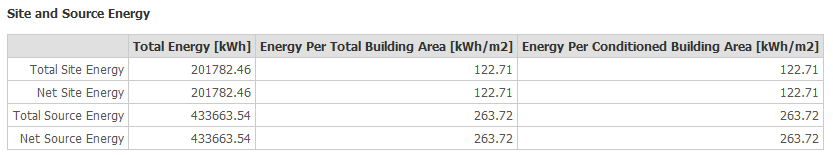 Site and Source Energy
Total Energy [kWh] Energy Per Total Building Area [kWh/m2] Energy Per Conditioned Building Area [kWh/m2]
Total Site Energy 201782.46 122.71 122.71
Net Site Energy 201782.46 122.71 122.71
Total Source Energy 433663.54 263.72 263.72
Net Source Energy 433663.54 263.72 263.72